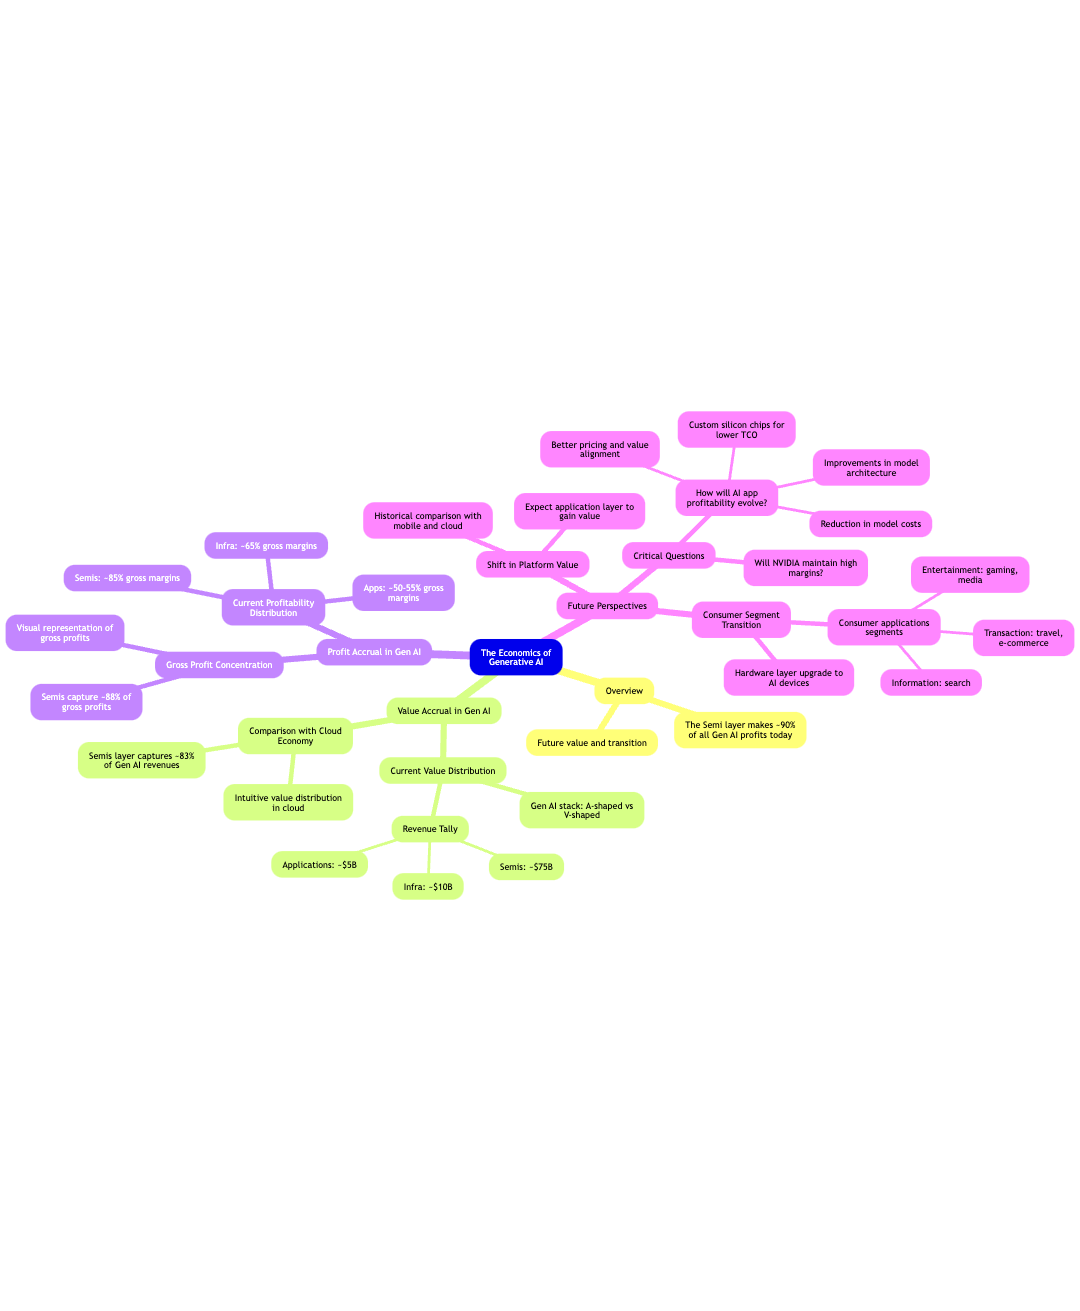 Custom silicon chips for
lower TCO
Better pricing and value
alignment
Improvements in model
architecture
How will AI app
profitability evolve?
Historical comparison with
mobile and cloud
Expect application layer to
gain value
Reduction in model costs
Infra: ~65% gross margins
Critical Questions
Shift in Platform Value
Will NVIDIA maintain high
margins?
Entertainment: gaming,
media
Semis: ~85% gross margins
Apps: ~50-55% gross
margins
Current Profitability
Distribution
Future Perspectives
Consumer Segment
Transition
Consumer applications
segments
Visual representation of
gross profits
Transaction: travel,
e-commerce
Profit Accrual in Gen AI
The Economics of
Generative AI
Gross Profit Concentration
Hardware layer upgrade to
AI devices
Information: search
Semis capture ~88% of
gross profits
Overview
Value Accrual in Gen AI
Comparison with Cloud
Economy
Future value and transition
The Semi layer makes ~90%
of all Gen AI profits today
Semis layer captures ~83%
of Gen AI revenues
Current Value Distribution
Intuitive value distribution
in cloud
Gen AI stack: A-shaped vs
V-shaped
Revenue Tally
Applications: ~$5B
Semis: ~$75B
Infra: ~$10B